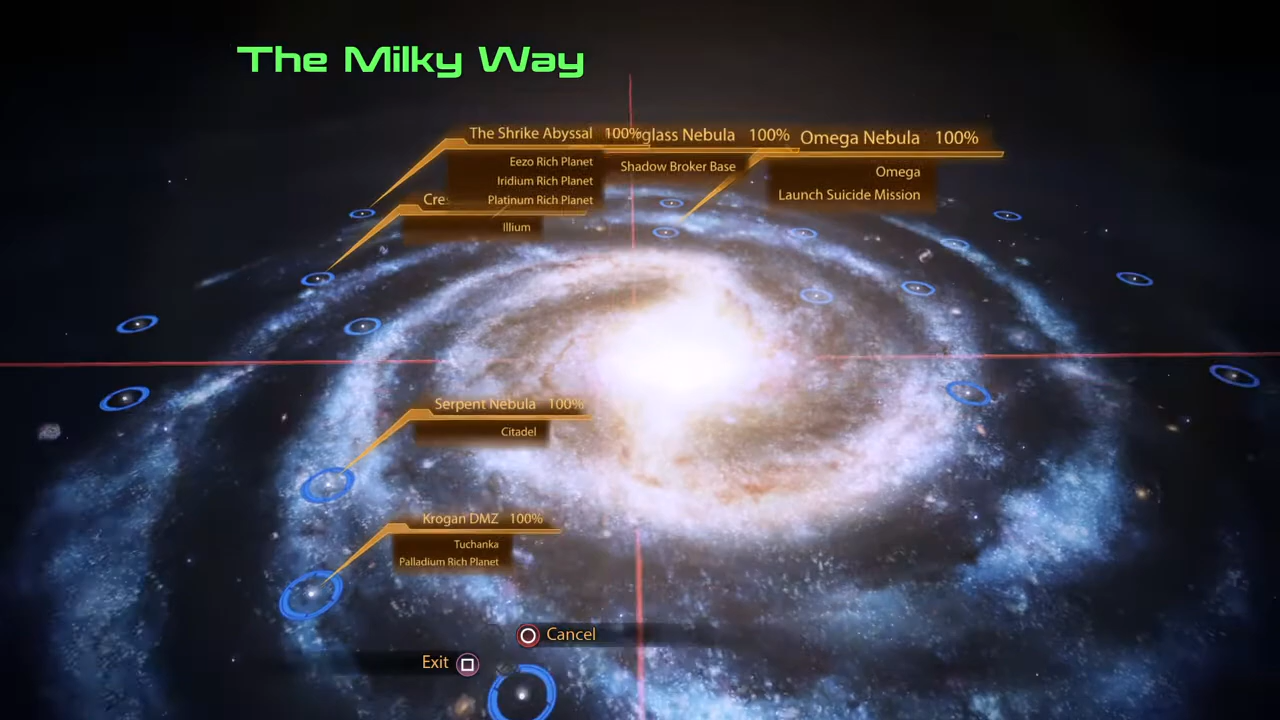 The Milky Way
The Shrike Abyssal 100%
Eezo Rich Planet
Iridium Rich Planet
Platinum Rich Planet
glass Nebula 100%
Shadow Broker Base
Omega Nebula 100%
Omega
Launch Suicide Mission
Cres
Illium
Serpent Nebula 100%
Citadel
Krogan DMZ 100%
Tuchanka
Palladium Rich Planet
Cancel
Exit